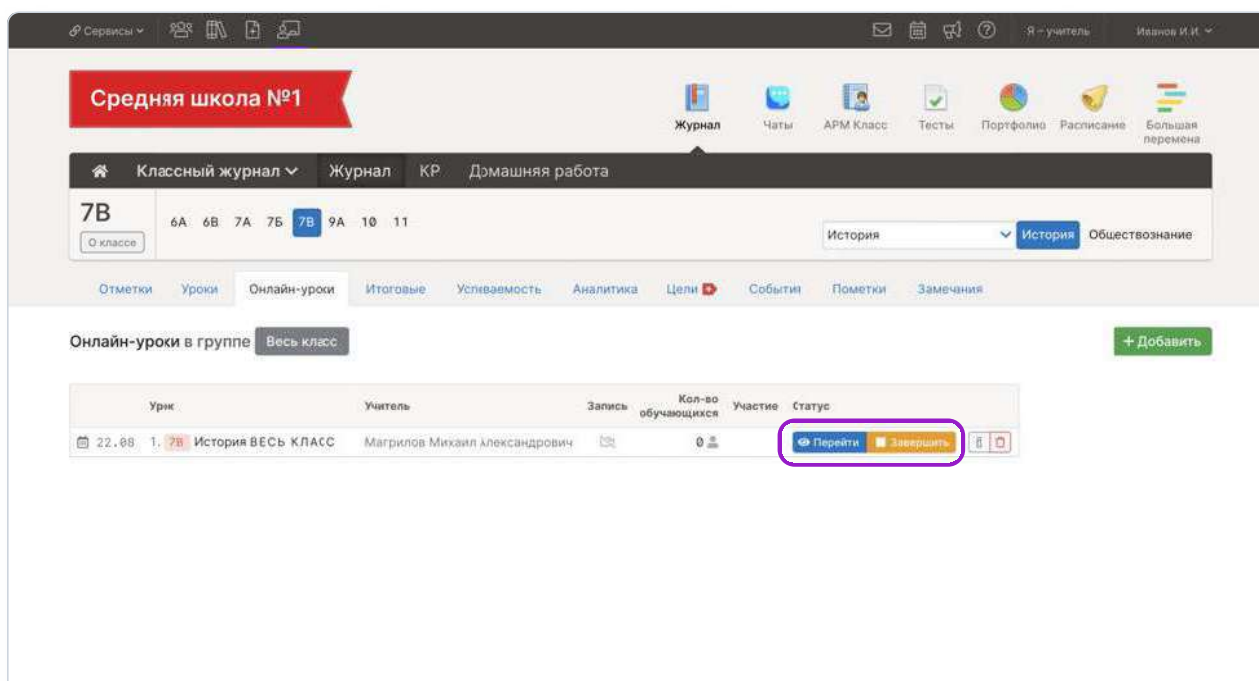 Сервисы
Я – учитель
Иванов И.И.
Средняя школа №1
Журнал
Чаты
АРМ Класс
Тесты
Портфолио
Расписание
Большая
перемена
Классный журнал
Журнал
КР
Домашняя работа
7В
6А 6В 7А 7Б 7В 9А 10 11
О классе
История
История
Обществознание
Отметки
Уроки
Онлайн-уроки
Итоговые
Успеваемость
Аналитика
Цели
События
Пометки
Замечания
Онлайн-уроки в группе Весь класс
+ Добавить
Урок
Учитель
Запись
Кол-во
обучающихся
Участие
Статус
22.08 1. 7В История ВЕСЬ КЛАСС
Магрилов Михаил Александрович
0
Перейти
Завершить